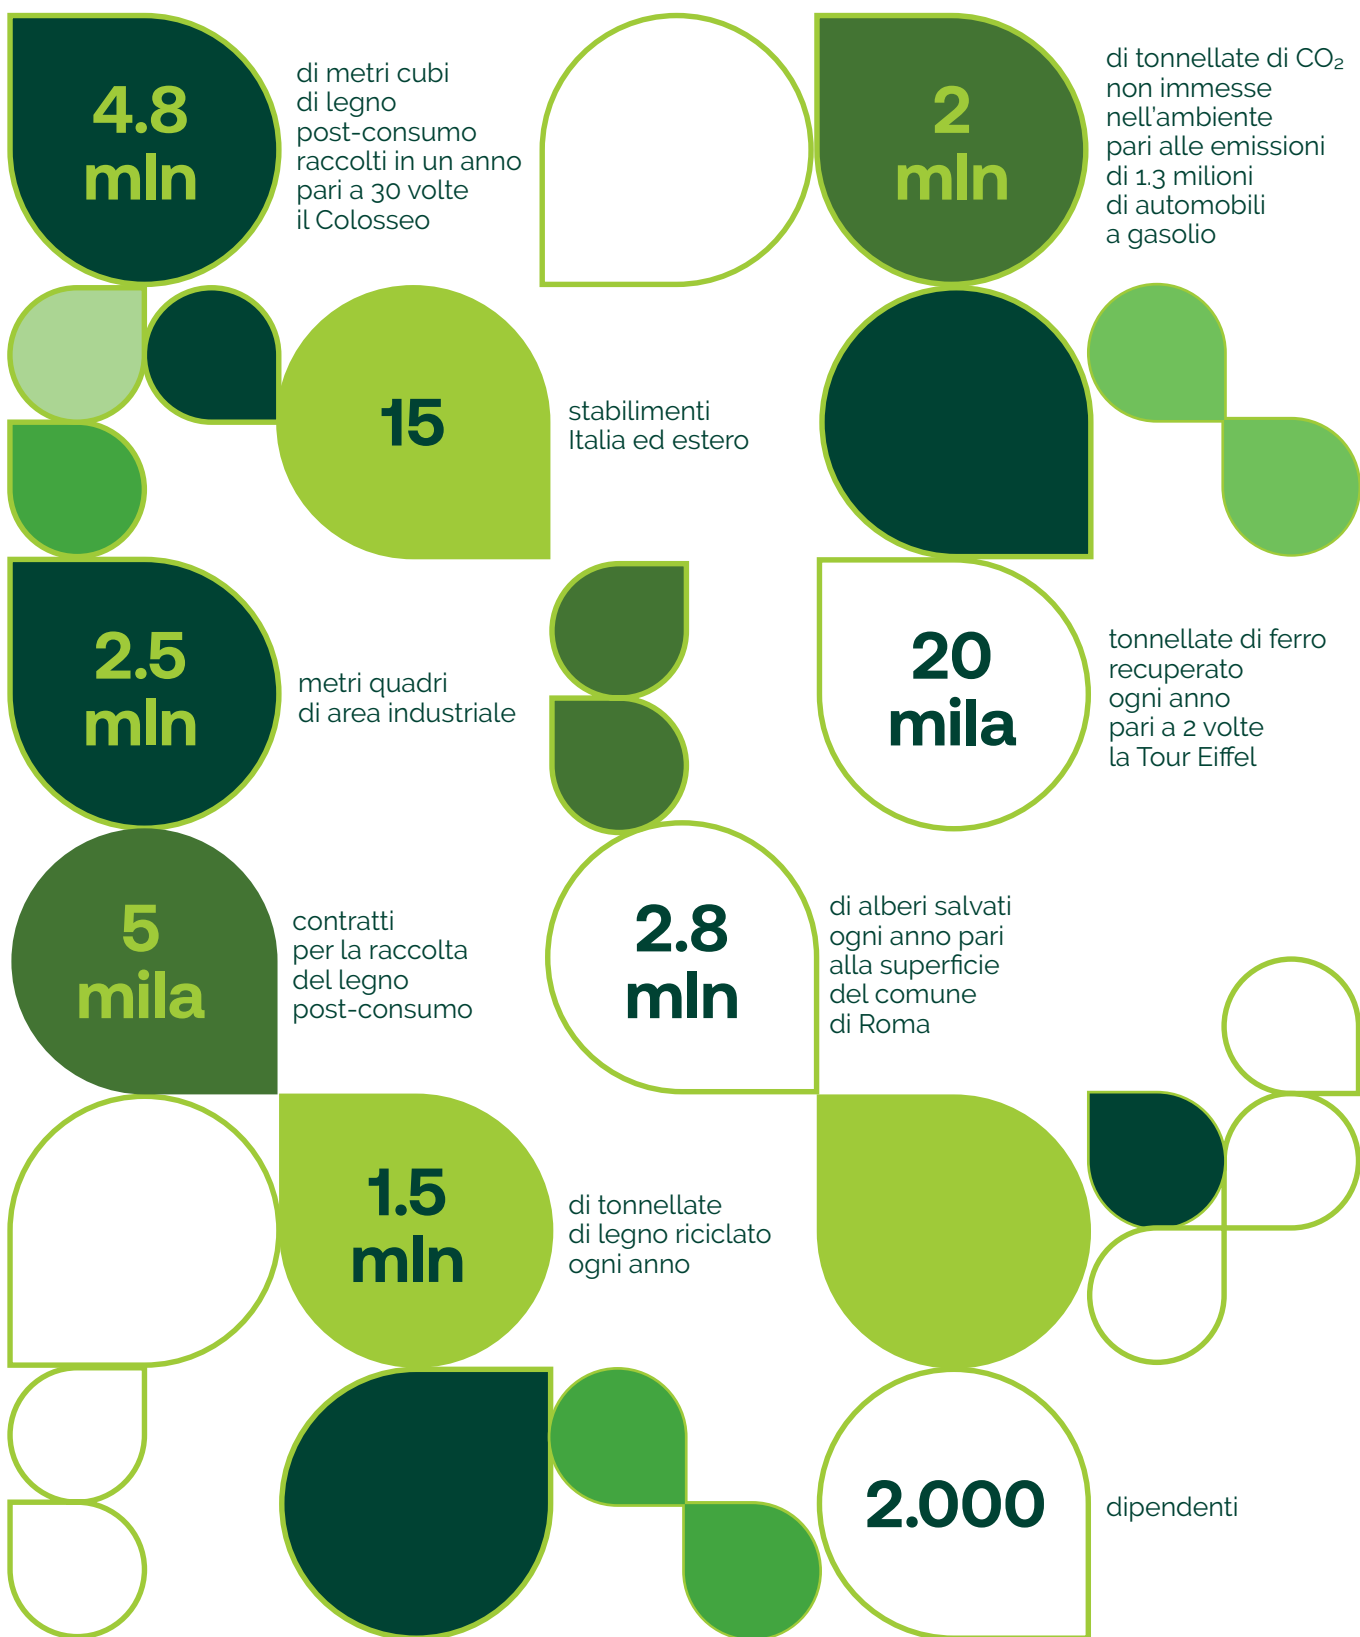 4.8
mln
di metri cubi
di legno
post-consumo
raccolti in un anno
pari a 30 volte
il Colosseo
2
mln
di tonnellate di CO₂
non immesse
nell'ambiente
pari alle emissioni
di 1.3 milioni
di automobili
a gasolio
15
stabilimenti
Italia ed estero
2.5
mln
metri quadri
di area industriale
20
mila
tonnellate di ferro
recuperato
ogni anno
pari a 2 volte
la Tour Eiffel
5
mila
contratti
per la raccolta
del legno
post-consumo
2.8
mln
di alberi salvati
ogni anno pari
alla superficie
del comune
di Roma
1.5
mln
di tonnellate
di legno riciclato
ogni anno
2.000
dipendenti